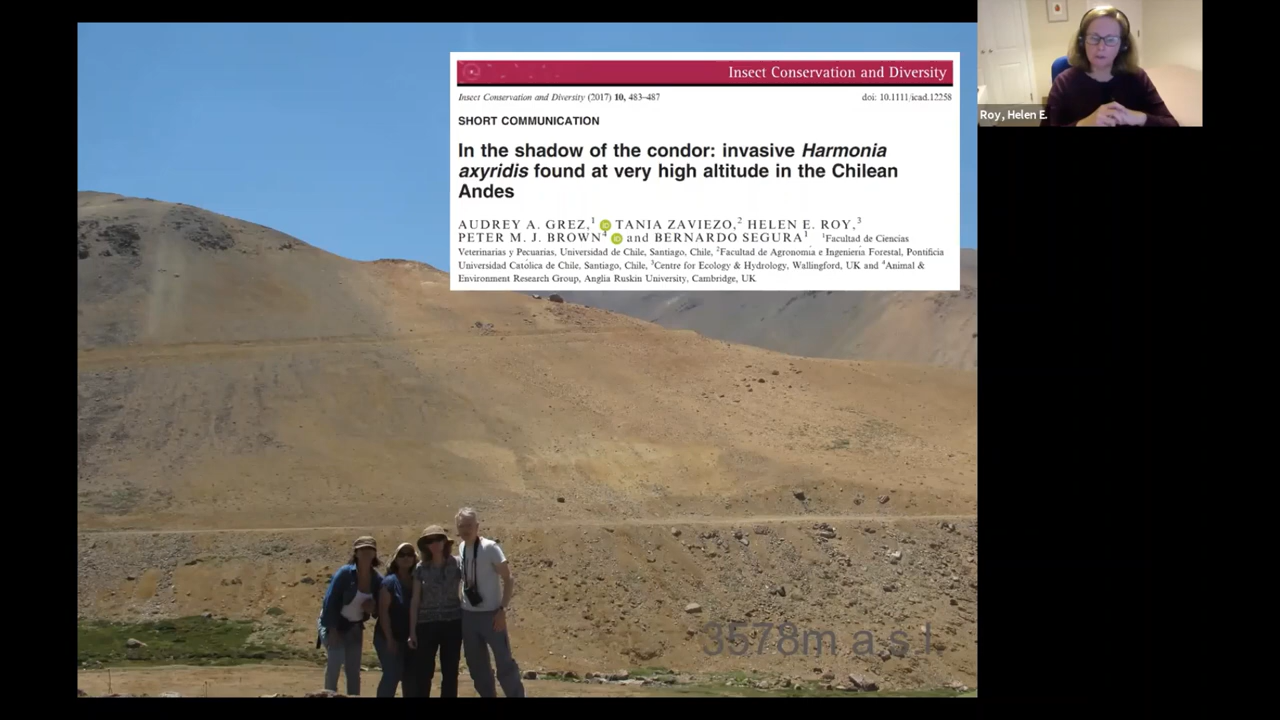 Insect Conservation and Diversity
Insect Conservation and Diversity (2017) 10, 483–487
doi: 10.1111/icad.12258
SHORT COMMUNICATION
In the shadow of the condor: invasive Harmonia
axyridis found at very high altitude in the Chilean
Andes
AUDREY A. GREZ,1 iD TANIA ZAVIEZO,2 HELEN E. ROY,3
PETER M. J. BROWN4 iD and BERNARDO SEGURA1 1Facultad de Ciencias
Veterinarias y Pecuarias, Universidad de Chile, Santiago, Chile, 2Facultad de Agronomía e Ingeniería Forestal, Pontificia
Universidad Católica de Chile, Santiago, Chile, 3Centre for Ecology & Hydrology, Wallingford, UK and 4Animal &
Environment Research Group, Anglia Ruskin University, Cambridge, UK
Roy, Helen E.
3578m a.s.l